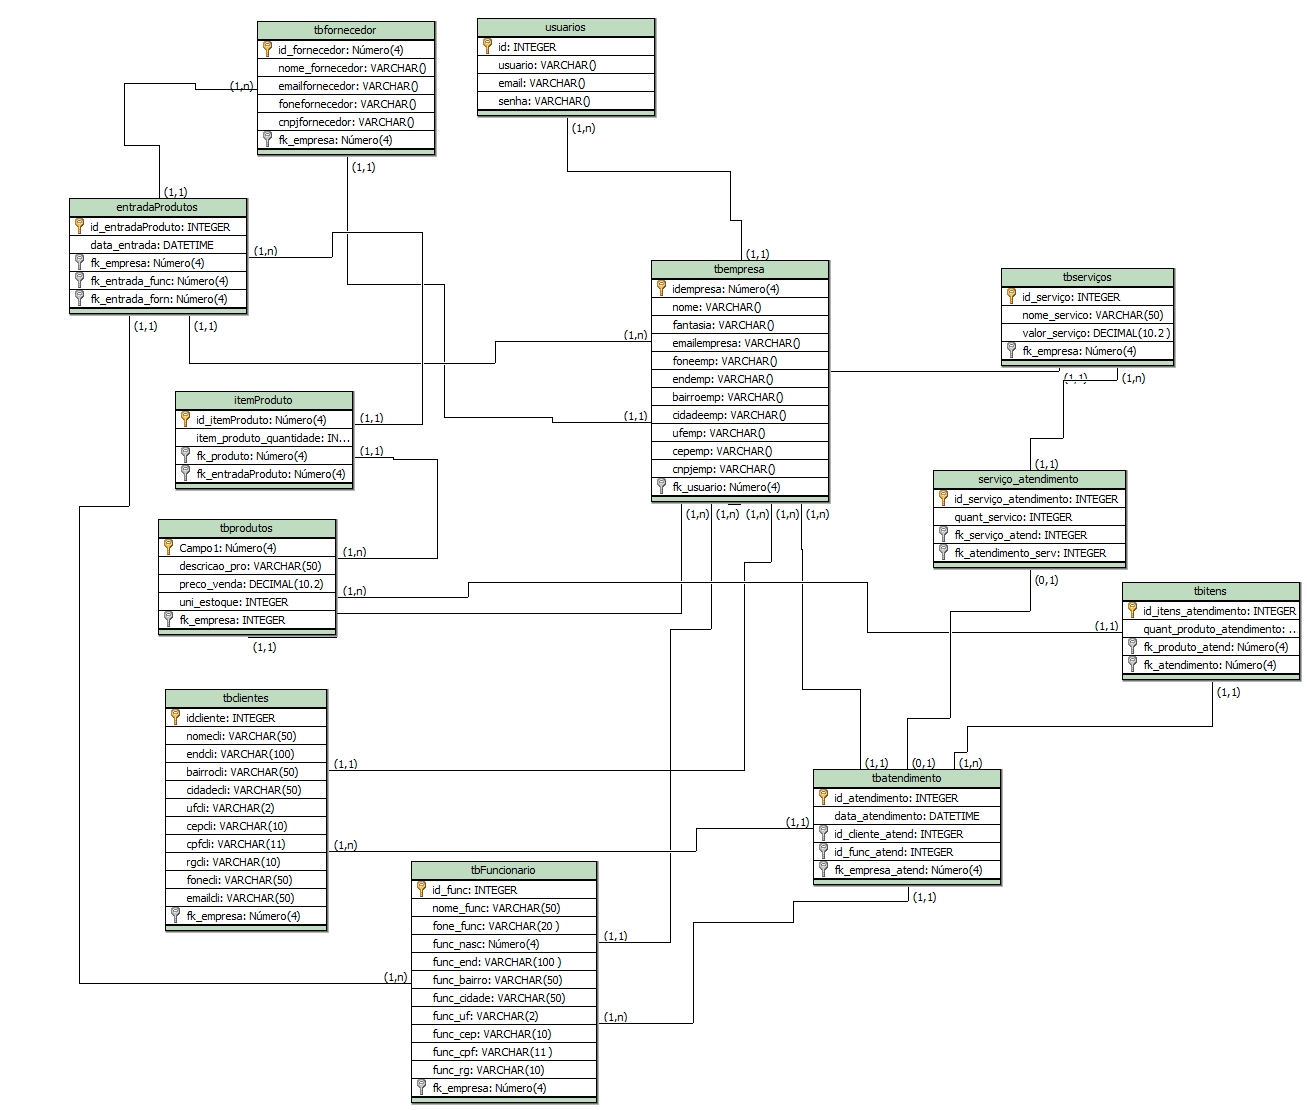 tbfornecedor
id_fornecedor: Número(4)
nome_fornecedor: VARCHAR()
emailfornecedor: VARCHAR()
fonefornecedor: VARCHAR()
cnpjfornecedor: VARCHAR()
fk_empresa: Número(4)
(1,n)
(1,1)
usuarios
id: INTEGER
usuario: VARCHAR()
email: VARCHAR()
senha: VARCHAR()
(1,n)
(1,1)
entradaProdutos
id_entradaProduto: INTEGER
data_entrada: DATETIME
fk_empresa: Número(4)
fk_entrada_func: Número(4)
fk_entrada_forn: Número(4)
(1,n)
(1,1)
(1,1)
(1,1)
tbempresa
idempresa: Número(4)
nome: VARCHAR()
fantasia: VARCHAR()
emailempresa: VARCHAR()
foneemp: VARCHAR()
endemp: VARCHAR()
bairroemp: VARCHAR()
cidadeemp: VARCHAR()
ufemp: VARCHAR()
cepemp: VARCHAR()
cnpjemp: VARCHAR()
fk_usuario: Número(4)
(1,n)
(1,1)
(1,n)
(1,n)
(1,n)
(1,n)
(1,n)
tbserviços
id_serviço: INTEGER
nome_servico: VARCHAR(50)
valor_serviço: DECIMAL(10.2 )
fk_empresa: Número(4)
(1,1)
(1,n)
itemProduto
id_itemProduto: Número(4)
item_produto_quantidade: IN...
fk_produto: Número(4)
fk_entradaProduto: Número(4)
(1,1)
(1,1)
(1,1)
serviço_atendimento
id_serviço_atendimento: INTEGER
quant_servico: INTEGER
fk_serviço_atend: INTEGER
fk_atendimento_serv: INTEGER
(0,1)
tbprodutos
Campo1: Número(4)
descricao_pro: VARCHAR(50)
preco_venda: DECIMAL(10.2)
uni_estoque: INTEGER
fk_empresa: INTEGER
(1,n)
(1,n)
(1,1)
tbitens
id_itens_atendimento: INTEGER
quant_produto_atendimento: ..
fk_produto_atend: Número(4)
fk_atendimento: Número(4)
(1,1)
(1,1)
tbclientes
idcliente: INTEGER
nomecli: VARCHAR(50)
endcli: VARCHAR(100)
bairrocli: VARCHAR(50)
cidadecli: VARCHAR(50)
ufcli: VARCHAR(2)
cepcli: VARCHAR(10)
cpfcli: VARCHAR(11)
rgcli: VARCHAR(10)
fonecli: VARCHAR(50)
emailcli: VARCHAR(50)
fk_empresa: Número(4)
(1,1)
(1,n)
(1,1)
(0,1)
(1,n)
tbatendimento
id_atendimento: INTEGER
data_atendimento: DATETIME
id_cliente_atend: INTEGER
id_func_atend: INTEGER
fk_empresa_atend: Número(4)
(1,1)
(1,1)
tbFuncionario
id_func: INTEGER
nome_func: VARCHAR(50)
fone_func: VARCHAR(20 )
func_nasc: Número(4)
func_end: VARCHAR(100 )
func_bairro: VARCHAR(50)
func_cidade: VARCHAR(50)
func_uf: VARCHAR(2)
func_cep: VARCHAR(10)
func_cpf: VARCHAR(11 )
func_rg: VARCHAR(10)
fk_empresa: Número(4)
(1,1)
(1,n)
(1,n)